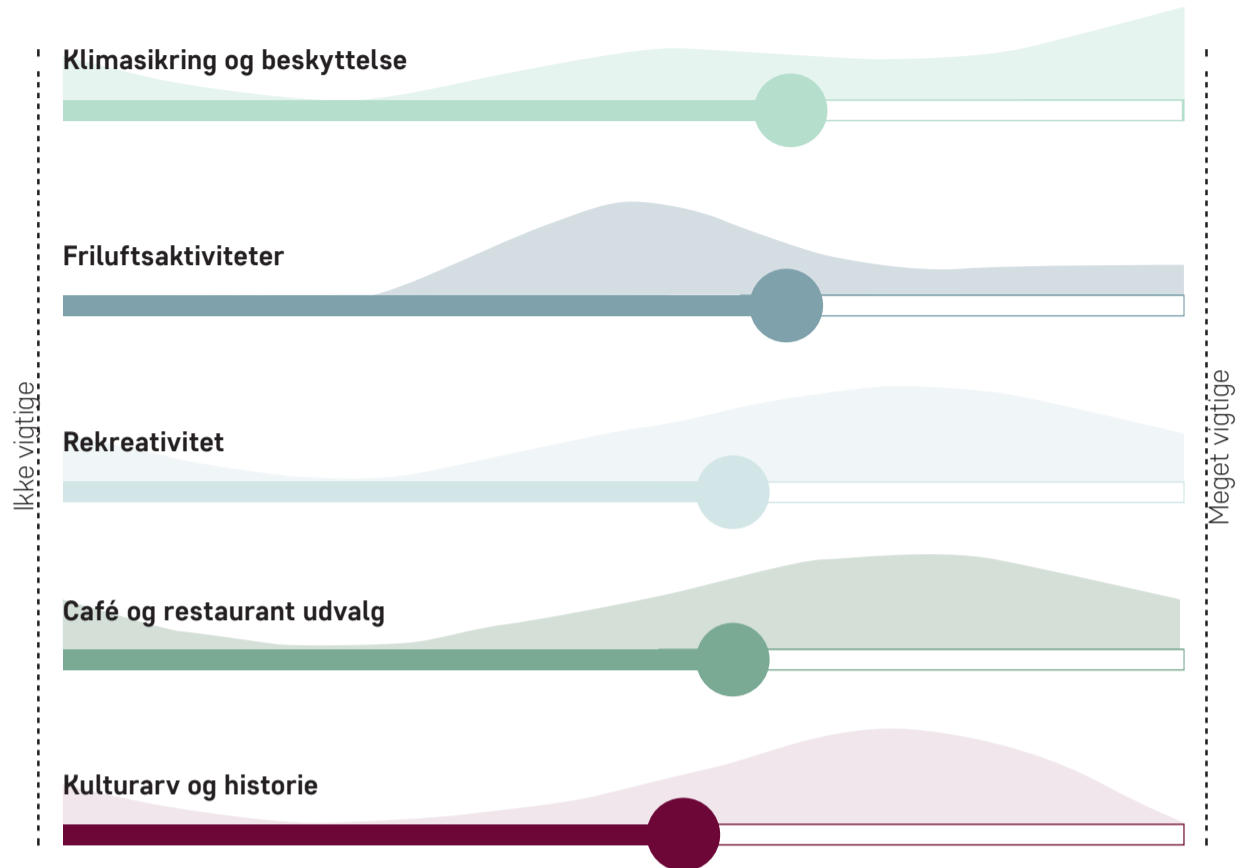 Klimasikring og beskyttelse
Friluftsaktiviteter
Ikke vigtige
Meget vigtige
Rekreativitet
Café og restaurant udvalg
Kulturarv og historie